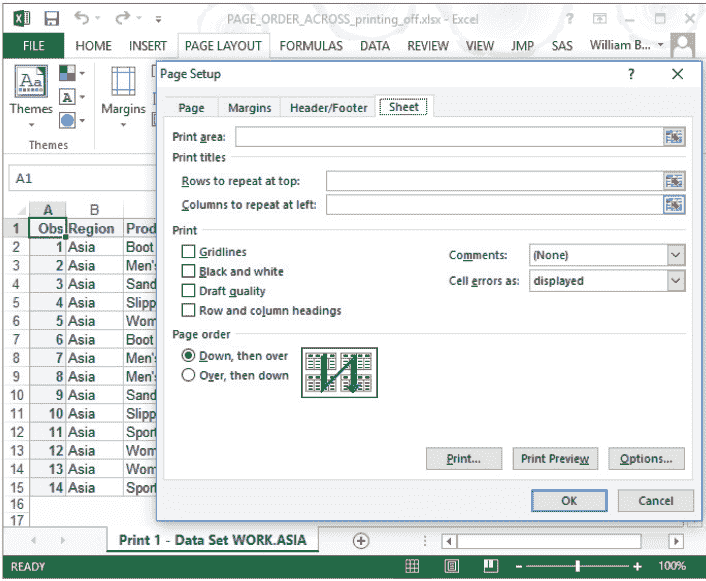 PAGE_ORDER_ACROSS_printing_off.xlsx - Excel
FILE HOME INSERT PAGE LAYOUT FORMULAS DATA REVIEW VIEW JMP SAS William B...
Page Setup
Page Margins Header/Footer Sheet
Themes
Margins
Themes
Print area:
Print titles
Rows to repeat at top:
Columns to repeat at left:
Print
Gridlines
Black and white
Draft quality
Row and column headings
Comments: (None)
Cell errors as: displayed
Page order
Down, then over
Over, then down
Print... Print Preview Options...
OK Cancel
A1
A B
1 Obs Region Prod
2 1 Asia Boot
3 2 Asia Men's
4 3 Asia Sand
5 4 Asia Slipp
6 5 Asia Wom
7 6 Asia Boot
8 7 Asia Men's
9 8 Asia Men's
10 9 Asia Sand
11 10 Asia Slipp
12 11 Asia Sport
13 12 Asia Wom
14 13 Asia Wom
15 14 Asia Sport
16
17
Print 1 - Data Set WORK.ASIA
READY 100%